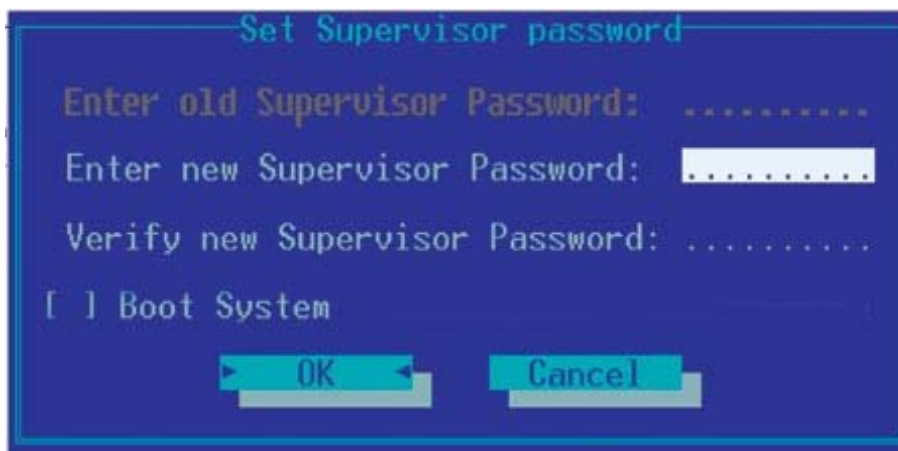 Set Supervisor password
Enter old Supervisor Password: ..........
Enter new Supervisor Password: ..........
Verify new Supervisor Password: ..........
[ ] Boot System
► OK ◄ Cancel